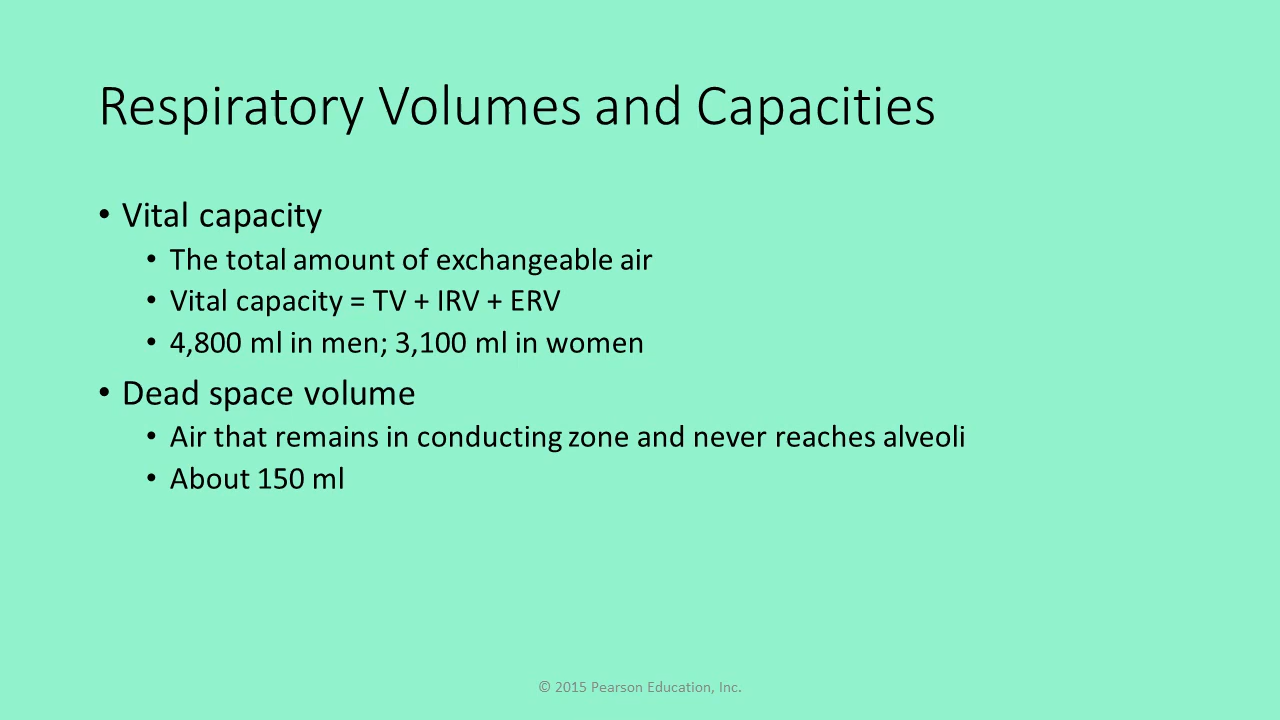 Respiratory Volumes and Capacities
• Vital capacity
• The total amount of exchangeable air
• Vital capacity = TV + IRV + ERV
• 4,800 ml in men; 3,100 ml in women
• Dead space volume
• Air that remains in conducting zone and never reaches alveoli
• About 150 ml
© 2015 Pearson Education, Inc.